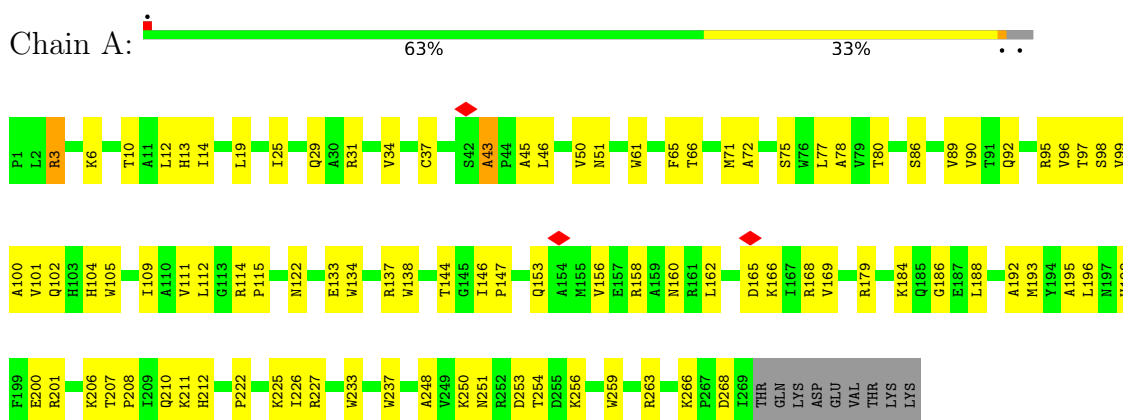 Chain A:
63% 33%
P1 L2 R3 K6 T10 A11 L12 H13 I14 L19 I25 Q29 A30 R31 V34 C37 S42 A43 P44 A45 L46 V50 N51 W61 F65 T66 M71 A72 S75 W76 L77 A78 V79 T80 S86 V89 V90 T91 Q92 R95 V96 T97 S98 V99
A100 V101 Q102 H103 H104 W105 I109 A110 V111 L112 G113 R114 P115 N122 E133 W134 R137 W138 T144 G145 I146 P147 Q153 A154 M155 V156 E157 R158 A159 N160 R161 L162 D165 K166 I167 R168 V169 R179 K184 Q185 G186 E187 L188 A192 M193 Y194 A195 L196 N197
F199 E200 R201 K206 T207 P208 I209 Q210 K211 H212 P222 K225 I226 R227 W233 W237 A248 V249 K250 N251 R252 D253 T254 D255 K256 W259 R263 K266 P267 D268 I269 THR GLN LYS ASP GLU VAL THR LYS LYS